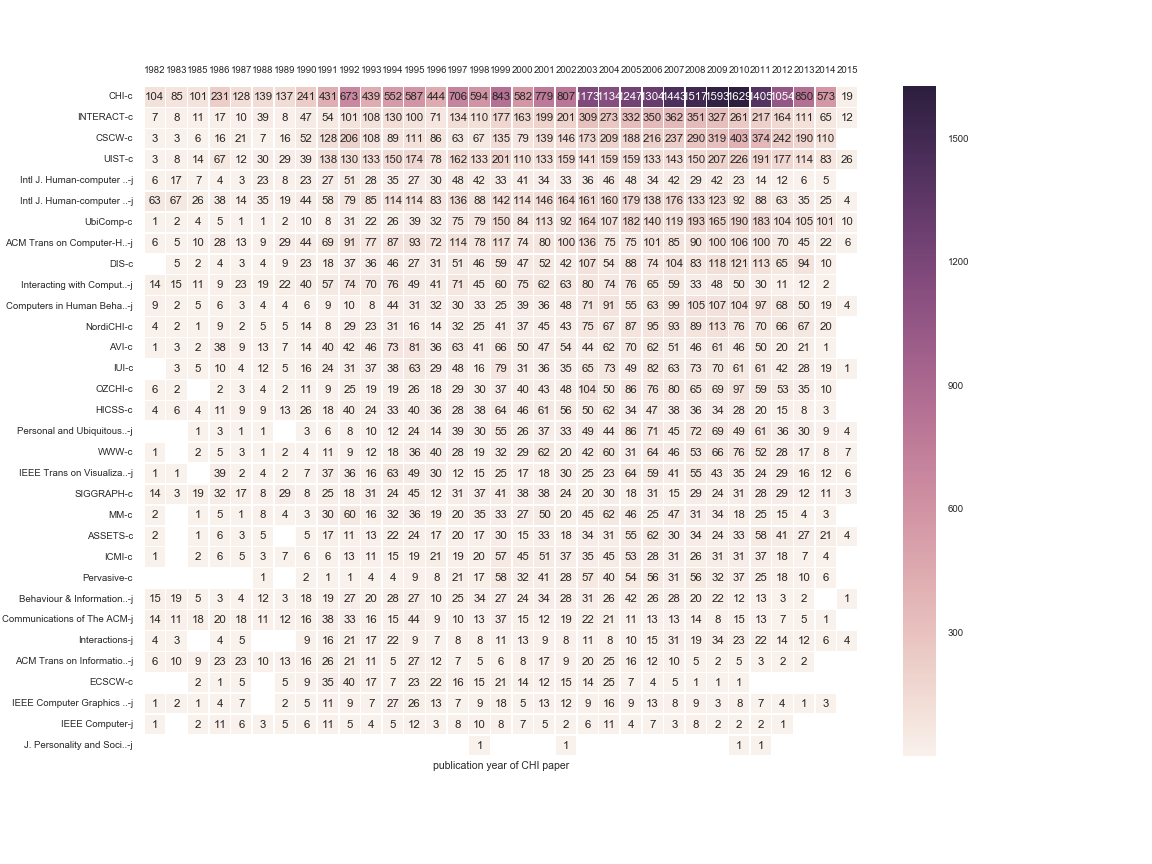 1982 1983 1985 1986 1987 1988 1989 1990 1991 1992 1993 1994 1995 1996 1997 1998 1999 2000 2001 2002 2003 2004 2005 2006 2007 2008 2009 2010 2011 2012 2013 2014 2015
CHI-c 104 85 101 231 128 139 137 241 431 673 439 552 587 444 706 594 843 582 779 807 1173 1134 1247 1304 1443 1517 1593 1629 1405 1054 850 573 19
INTERACT-c 7 8 11 17 10 39 8 47 54 101 108 130 100 71 134 110 177 163 199 201 309 273 332 350 362 351 327 261 217 164 111 65 12
CSCW-c 3 3 6 16 21 7 16 52 128 206 108 89 111 86 63 67 135 79 139 146 173 209 188 216 237 290 319 403 374 242 190 110
UIST-c 3 8 14 67 12 30 29 39 138 130 133 150 174 78 162 133 201 110 133 159 141 159 159 133 143 150 207 226 191 177 114 83 26
Intl J. Human-computer ..-j 6 17 7 4 3 23 8 23 27 51 28 35 27 30 48 42 33 41 34 33 36 46 48 34 42 29 42 23 14 12 6 5
Intl J. Human-computer ..-j 63 67 26 38 14 35 19 44 58 79 85 114 114 83 136 88 142 114 146 164 161 160 179 138 176 133 123 92 88 63 35 25 4
UbiComp-c 1 2 4 5 1 1 2 10 8 31 22 26 39 32 75 79 150 84 113 92 164 107 182 140 119 193 165 190 183 104 105 101 10
ACM Trans on Computer-H..-j 6 5 10 28 13 9 29 44 69 91 77 87 93 72 114 78 117 74 80 100 136 75 75 101 85 90 100 106 100 70 45 22 6
DIS-c 5 2 4 3 4 9 23 18 37 36 46 27 31 51 46 59 47 52 42 107 54 88 74 104 83 118 121 113 65 94 10
Interacting with Comput..-j 14 15 11 9 23 19 22 40 57 74 70 76 49 41 71 45 60 75 62 63 80 74 76 65 59 33 48 50 30 11 12 2
Computers in Human Beha..-j 9 2 5 6 3 4 4 6 9 10 8 44 31 32 30 33 25 39 36 48 71 91 55 63 99 105 107 104 97 68 50 19 4
NordiCHI-c 4 2 1 9 2 5 5 14 8 29 23 31 16 14 32 25 41 37 45 43 75 67 87 95 93 89 113 76 70 66 67 20
AVI-c 1 3 2 38 9 13 7 14 40 42 46 73 81 36 63 41 66 50 47 54 44 62 70 62 51 46 61 46 50 20 21 1
IUI-c 3 5 10 4 12 5 16 24 31 37 38 63 29 48 16 79 31 36 35 65 73 49 82 63 73 70 61 61 42 28 19 1
OZCHI-c 6 2 2 3 4 2 11 9 25 19 19 26 18 29 30 37 40 43 48 104 50 86 76 80 65 69 97 59 53 35 10
HICSS-c 4 6 4 11 9 9 13 26 18 40 24 33 40 36 28 38 64 46 61 56 50 62 34 47 38 36 34 28 20 15 8 3
Personal and Ubiquitous..-j 1 3 1 1 3 6 8 10 12 24 14 39 30 55 26 37 33 49 44 86 71 45 72 69 49 61 36 30 9 4
WWW-c 1 2 5 3 1 2 4 11 9 12 18 36 40 28 19 32 29 62 20 42 60 31 64 46 53 66 76 52 28 17 8 7
IEEE Trans on Visualiza..-j 1 1 39 2 4 2 7 37 36 16 63 49 30 12 15 25 17 18 30 25 23 64 59 41 55 43 35 24 29 16 12 6
SIGGRAPH-c 14 3 19 32 17 8 29 8 25 18 31 24 45 12 31 37 41 38 38 24 20 30 18 31 15 29 24 31 28 29 12 11 3
MM-c 2 1 5 1 8 4 3 30 60 16 32 36 19 20 35 33 27 50 20 45 62 46 25 47 31 34 18 25 15 4 3
ASSETS-c 2 1 6 3 5 5 17 11 13 22 24 17 20 17 30 15 33 18 34 31 55 62 30 34 24 33 58 41 27 21 4
ICMI-c 1 2 6 5 3 7 6 6 13 11 15 19 21 19 20 57 45 51 37 35 45 53 28 31 26 31 31 37 18 7 4
Pervasive-c 1 2 1 1 4 4 9 8 21 17 58 32 41 28 57 40 54 56 31 56 32 37 25 18 10 6
Behaviour & Information..-j 15 19 5 3 4 12 3 18 19 27 20 28 27 10 25 34 27 24 34 28 31 26 42 26 28 20 22 12 13 3 2 1
Communications of The ACM-j 14 11 18 20 18 11 12 16 38 33 16 15 44 9 10 13 37 15 12 19 22 21 11 13 13 14 8 15 13 7 5 1
Interactions-j 4 3 4 5 9 16 21 17 22 9 7 8 8 11 13 9 8 11 8 10 15 31 19 34 23 22 14 12 6 4
ACM Trans on Informatio..-j 6 10 9 23 23 10 13 16 26 21 11 5 27 12 7 5 6 8 17 9 20 25 16 12 10 5 2 5 3 2 2
ECSCW-c 2 1 5 5 9 35 40 17 7 23 22 16 15 21 14 12 15 14 25 7 4 5 1 1 1
IEEE Computer Graphics ..-j 1 2 1 4 7 2 5 11 9 7 27 26 13 7 9 18 5 13 12 9 16 9 13 8 9 3 8 7 4 1 3
IEEE Computer-j 1 2 11 6 3 5 6 11 5 4 5 12 3 8 10 8 7 5 2 6 11 4 7 3 8 2 2 2 1
J. Personality and Soci..-j 1 1 1 1
publication year of CHI paper
1500
1200
900
600
300